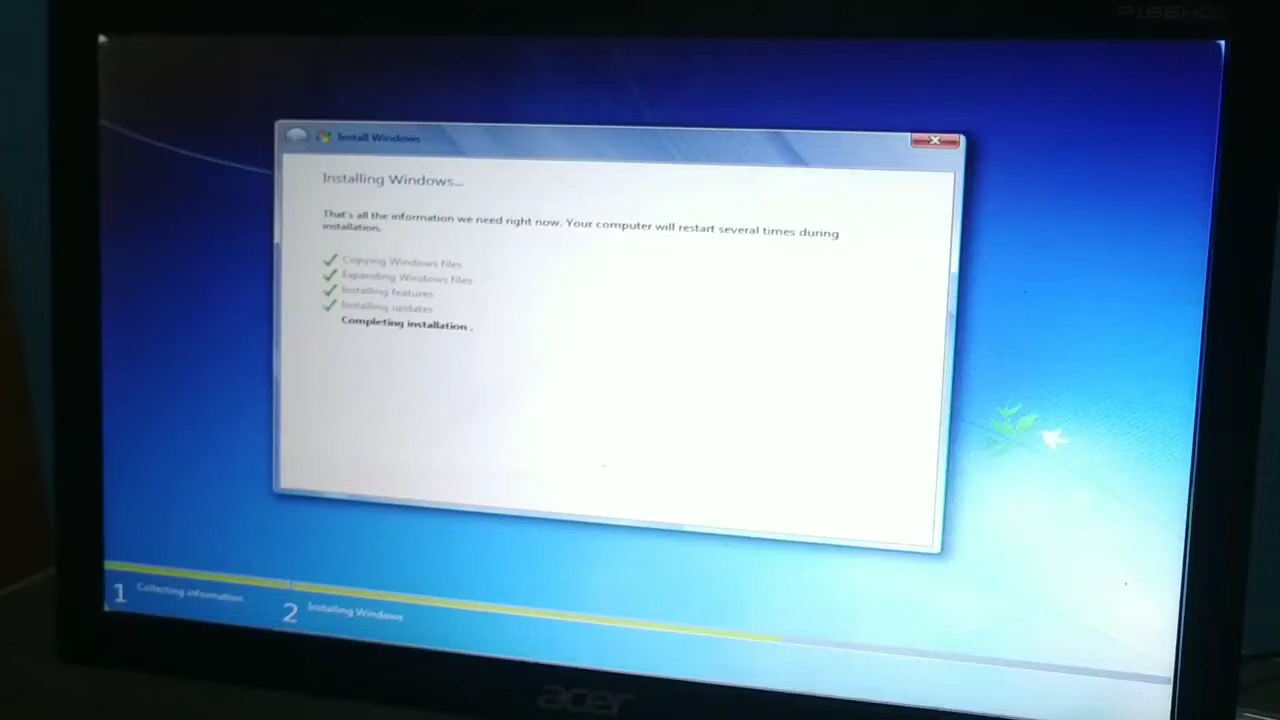 Install Windows
Installing Windows...
That's all the information we need right now. Your computer will restart several times during
installation.
Copying Windows files
Expanding Windows files
Installing features
Installing updates
Completing installation .
1 Collecting information
2 Installing Windows
acer